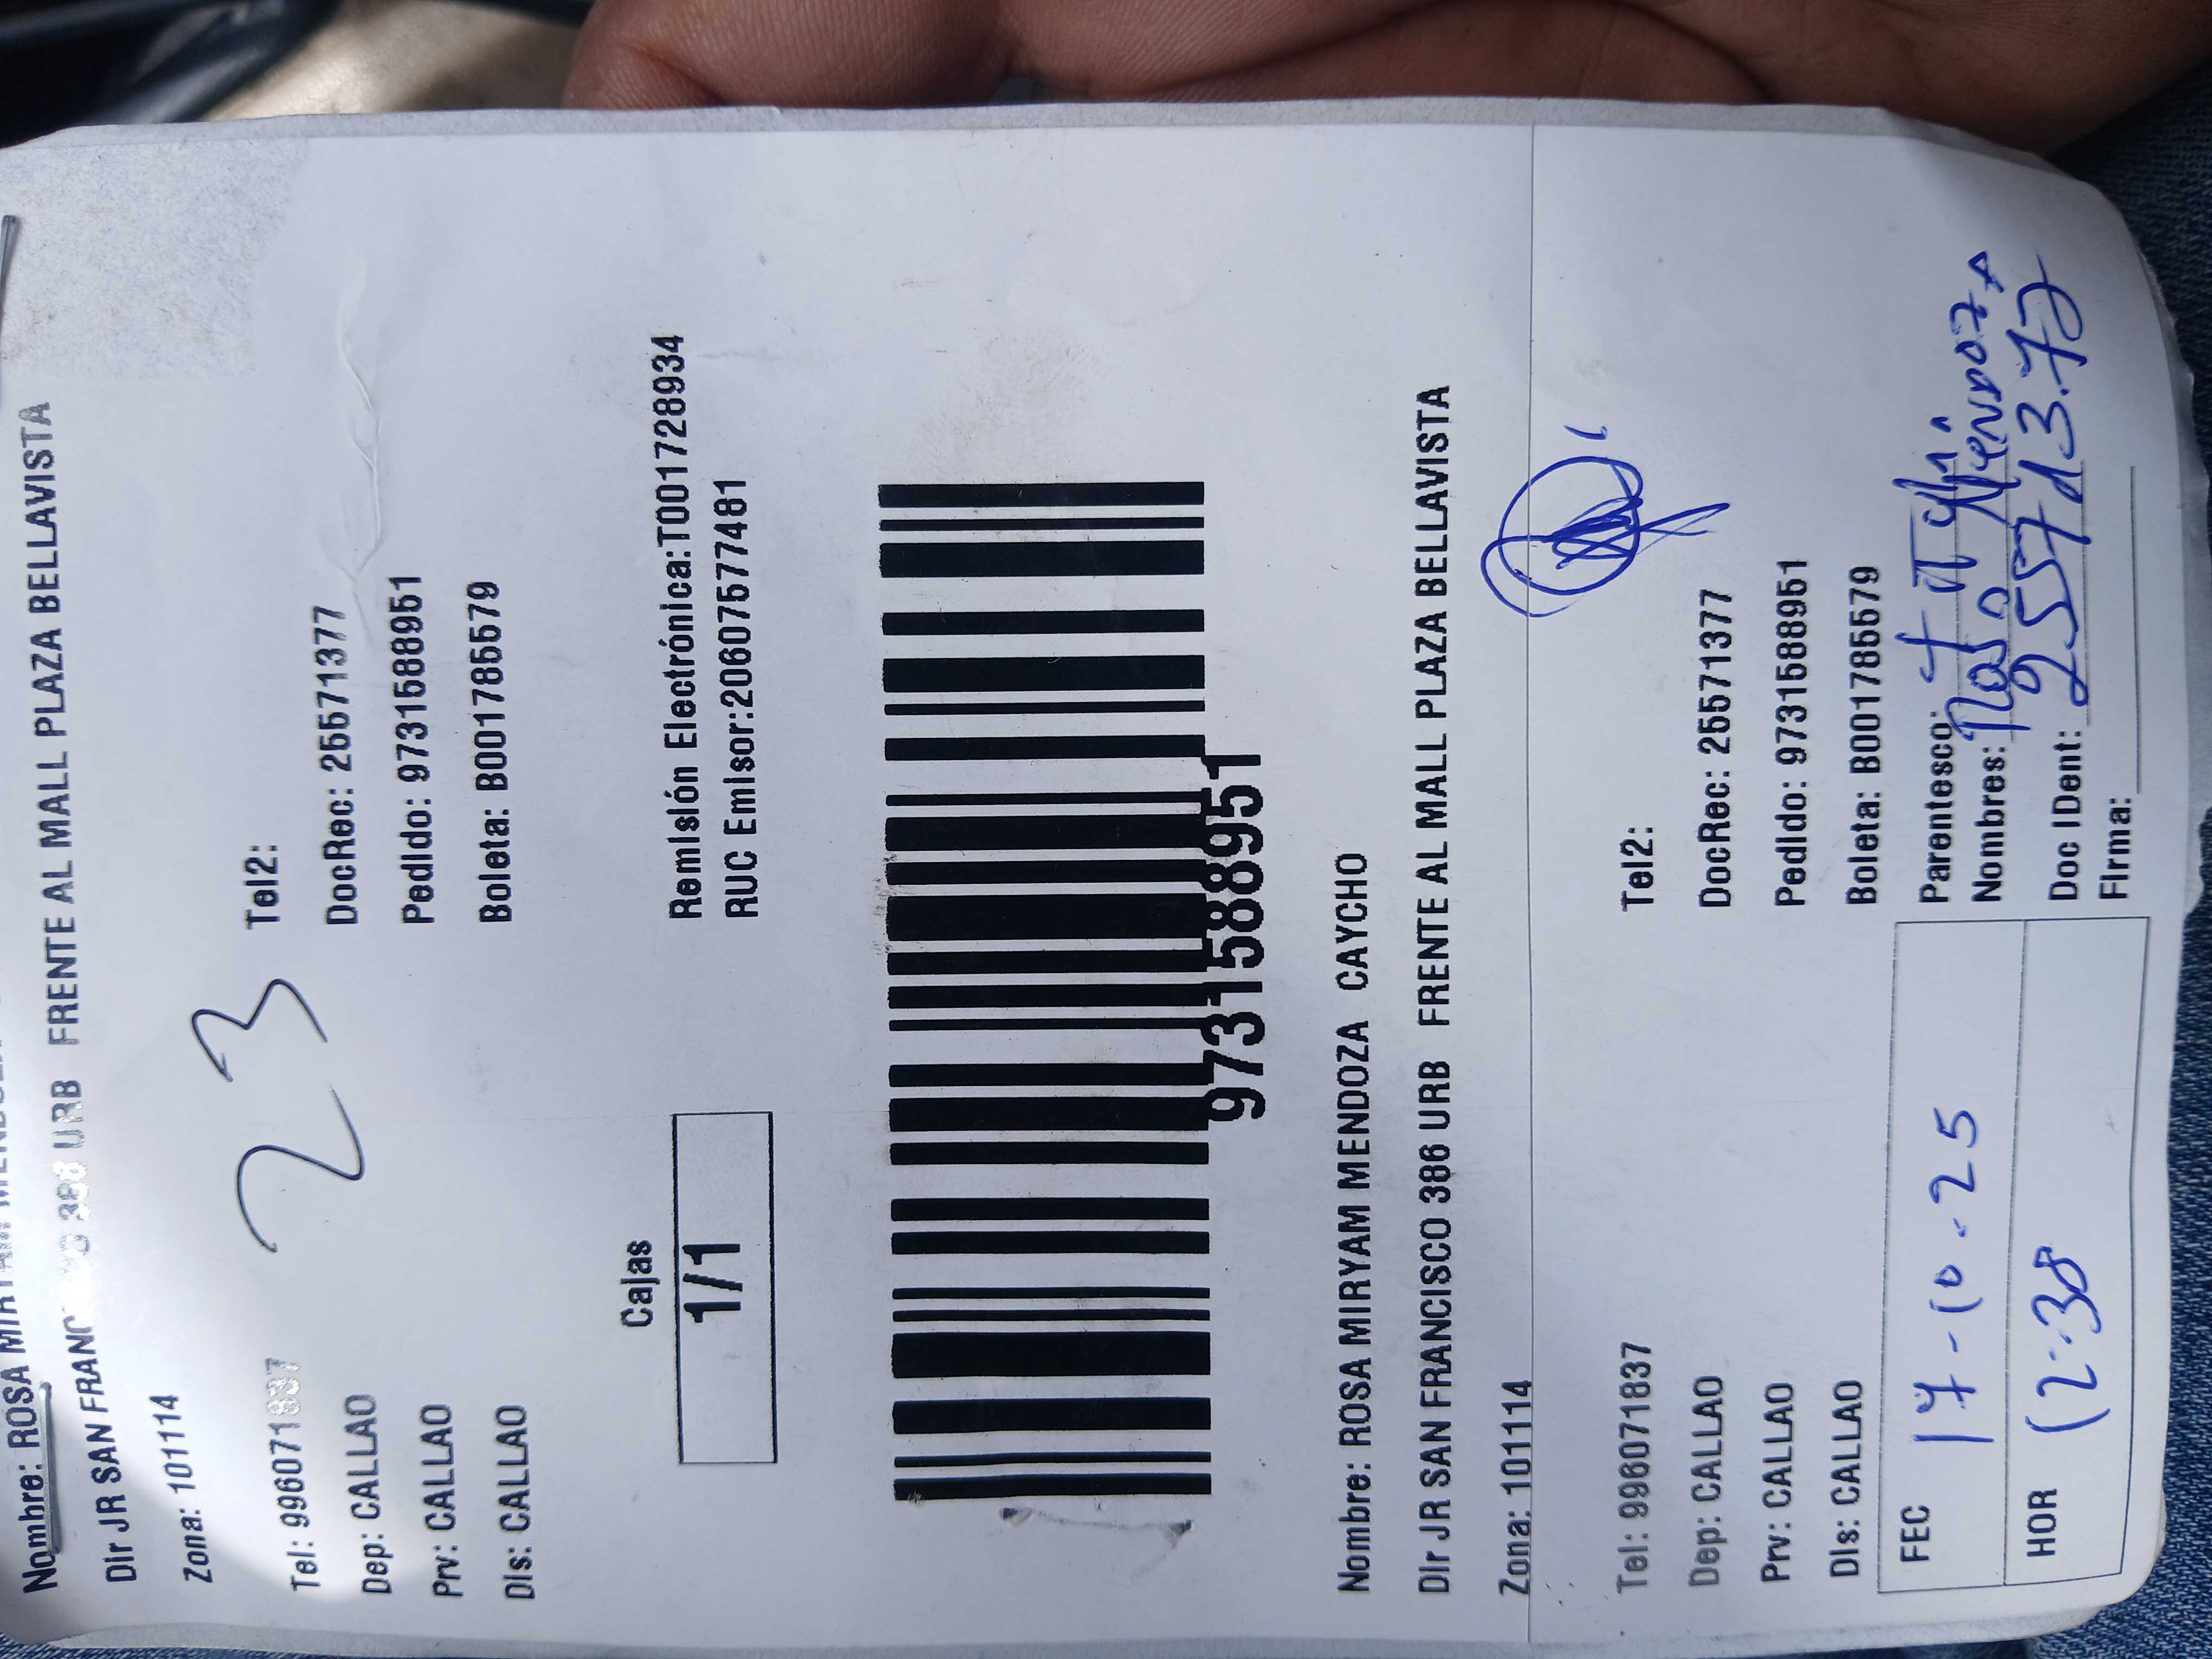 Nombre: ROSA
Dir JR SAN FRANC 386 URB FRENTE AL MALL PLAZA BELLAVISTA
Zona: 101114
23
Tel: 996071837 Tel2:
Dep: CALLAO DocRec: 25571377
Prv: CALLAO Pedido: 9731588951
Dis: CALLAO Boleta: B001785579
Cajas
1/1
Remisión Electrónica:T001728934
RUC Emisor:20607577481
9731588951
Nombre: ROSA MIRYAM MENDOZA CAYCHO
Dir JR SAN FRANCISCO 386 URB FRENTE AL MALL PLAZA BELLAVISTA
Zona: 101114
Tel: 996071837 Tel2:
Dep: CALLAO DocRec: 25571377
Prv: CALLAO Pedido: 9731588951
Dis: CALLAO Boleta: B001785579
FEC 17-10-25
HOR 12:38
Parentesco: Titular
Nombres: Rosa Mendoza
Doc IDent: 25571377
Firma: